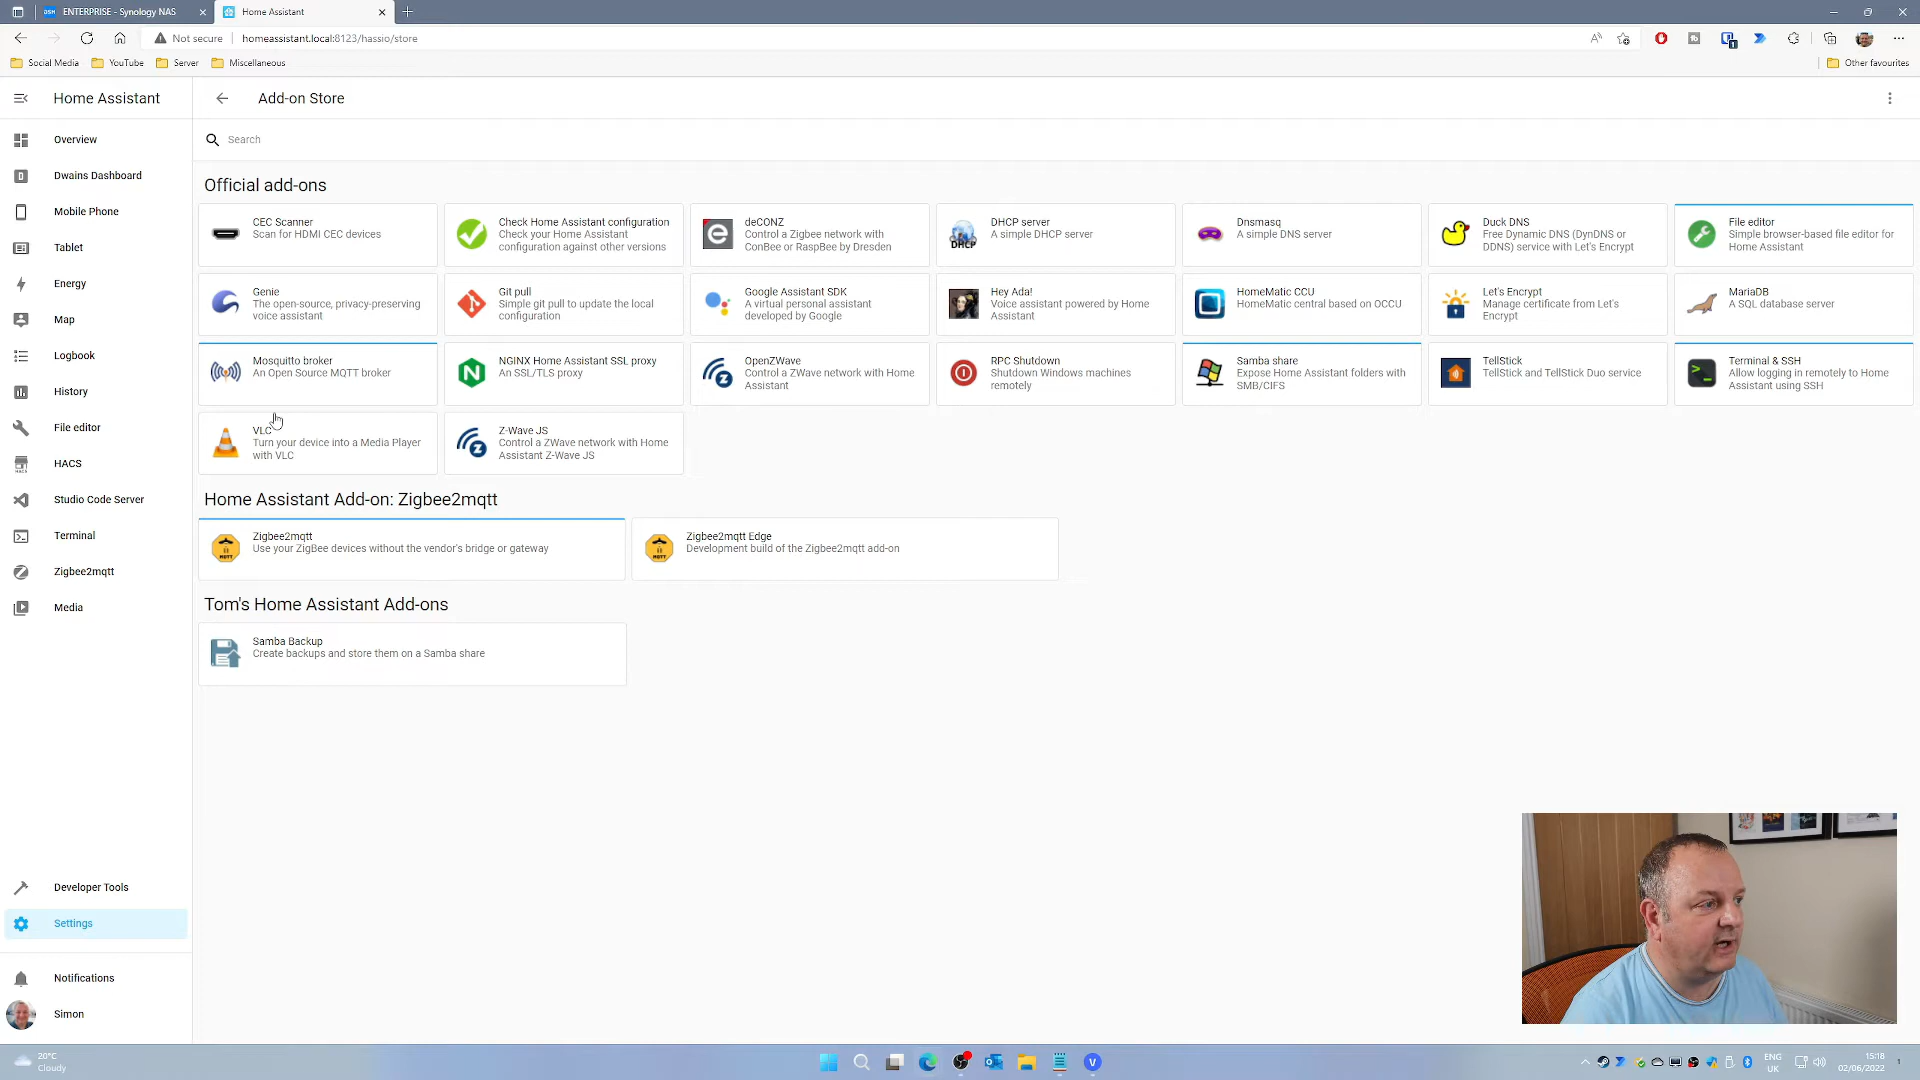 ENTERPRISE - Synology NAS
Home Assistant
Not secure
homeassistant.local:8123/hassio/store
Social Media
YouTube
Server
Miscellaneous
Other favourites
Home Assistant
Add-on Store
Search
Overview
Dwains Dashboard
Mobile Phone
Tablet
Energy
Map
Logbook
History
File editor
HACS
Studio Code Server
Terminal
Zigbee2mqtt
Media
Developer Tools
Settings
Notifications
Simon
Official add-ons
CEC Scanner
Scan for HDMI CEC devices
Check Home Assistant configuration
Check your Home Assistant
configuration against other versions
deCONZ
Control a Zigbee network with
ConBee or RaspBee by Dresden
DHCP
DHCP server
A simple DHCP server
Dnsmasq
A simple DNS server
Duck DNS
Free Dynamic DNS (DynDNS or
DDNS) service with Let's Encrypt
File editor
Simple browser-based file editor for
Home Assistant
Genie
The open-source, privacy-preserving
voice assistant
Git pull
Simple git pull to update the local
configuration
Google Assistant SDK
A virtual personal assistant
developed by Google
Hey Ada!
Voice assistant powered by Home
Assistant
HomeMatic CCU
HomeMatic central based on OCCU
Let's Encrypt
Manage certificate from Let's
Encrypt
MariaDB
A SQL database server
Mosquitto broker
An Open Source MQTT broker
NGINX Home Assistant SSL proxy
An SSL/TLS proxy
OpenZWave
Control a ZWave network with Home
Assistant
RPC Shutdown
Shutdown Windows machines
remotely
Samba share
Expose Home Assistant folders with
SMB/CIFS
TellStick
TellStick and TellStick Duo service
Terminal & SSH
Allow logging in remotely to Home
Assistant using SSH
VLC
Turn your device into a Media Player
with VLC
Z-Wave JS
Control a ZWave network with Home
Assistant Z-Wave JS
Home Assistant Add-on: Zigbee2mqtt
Zigbee2mqtt
Use your ZigBee devices without the vendor's bridge or gateway
Zigbee2mqtt Edge
Development build of the Zigbee2mqtt add-on
Tom's Home Assistant Add-ons
Samba Backup
Create backups and store them on a Samba share
20°C
Cloudy
ENG
UK
15:18
02/06/2022